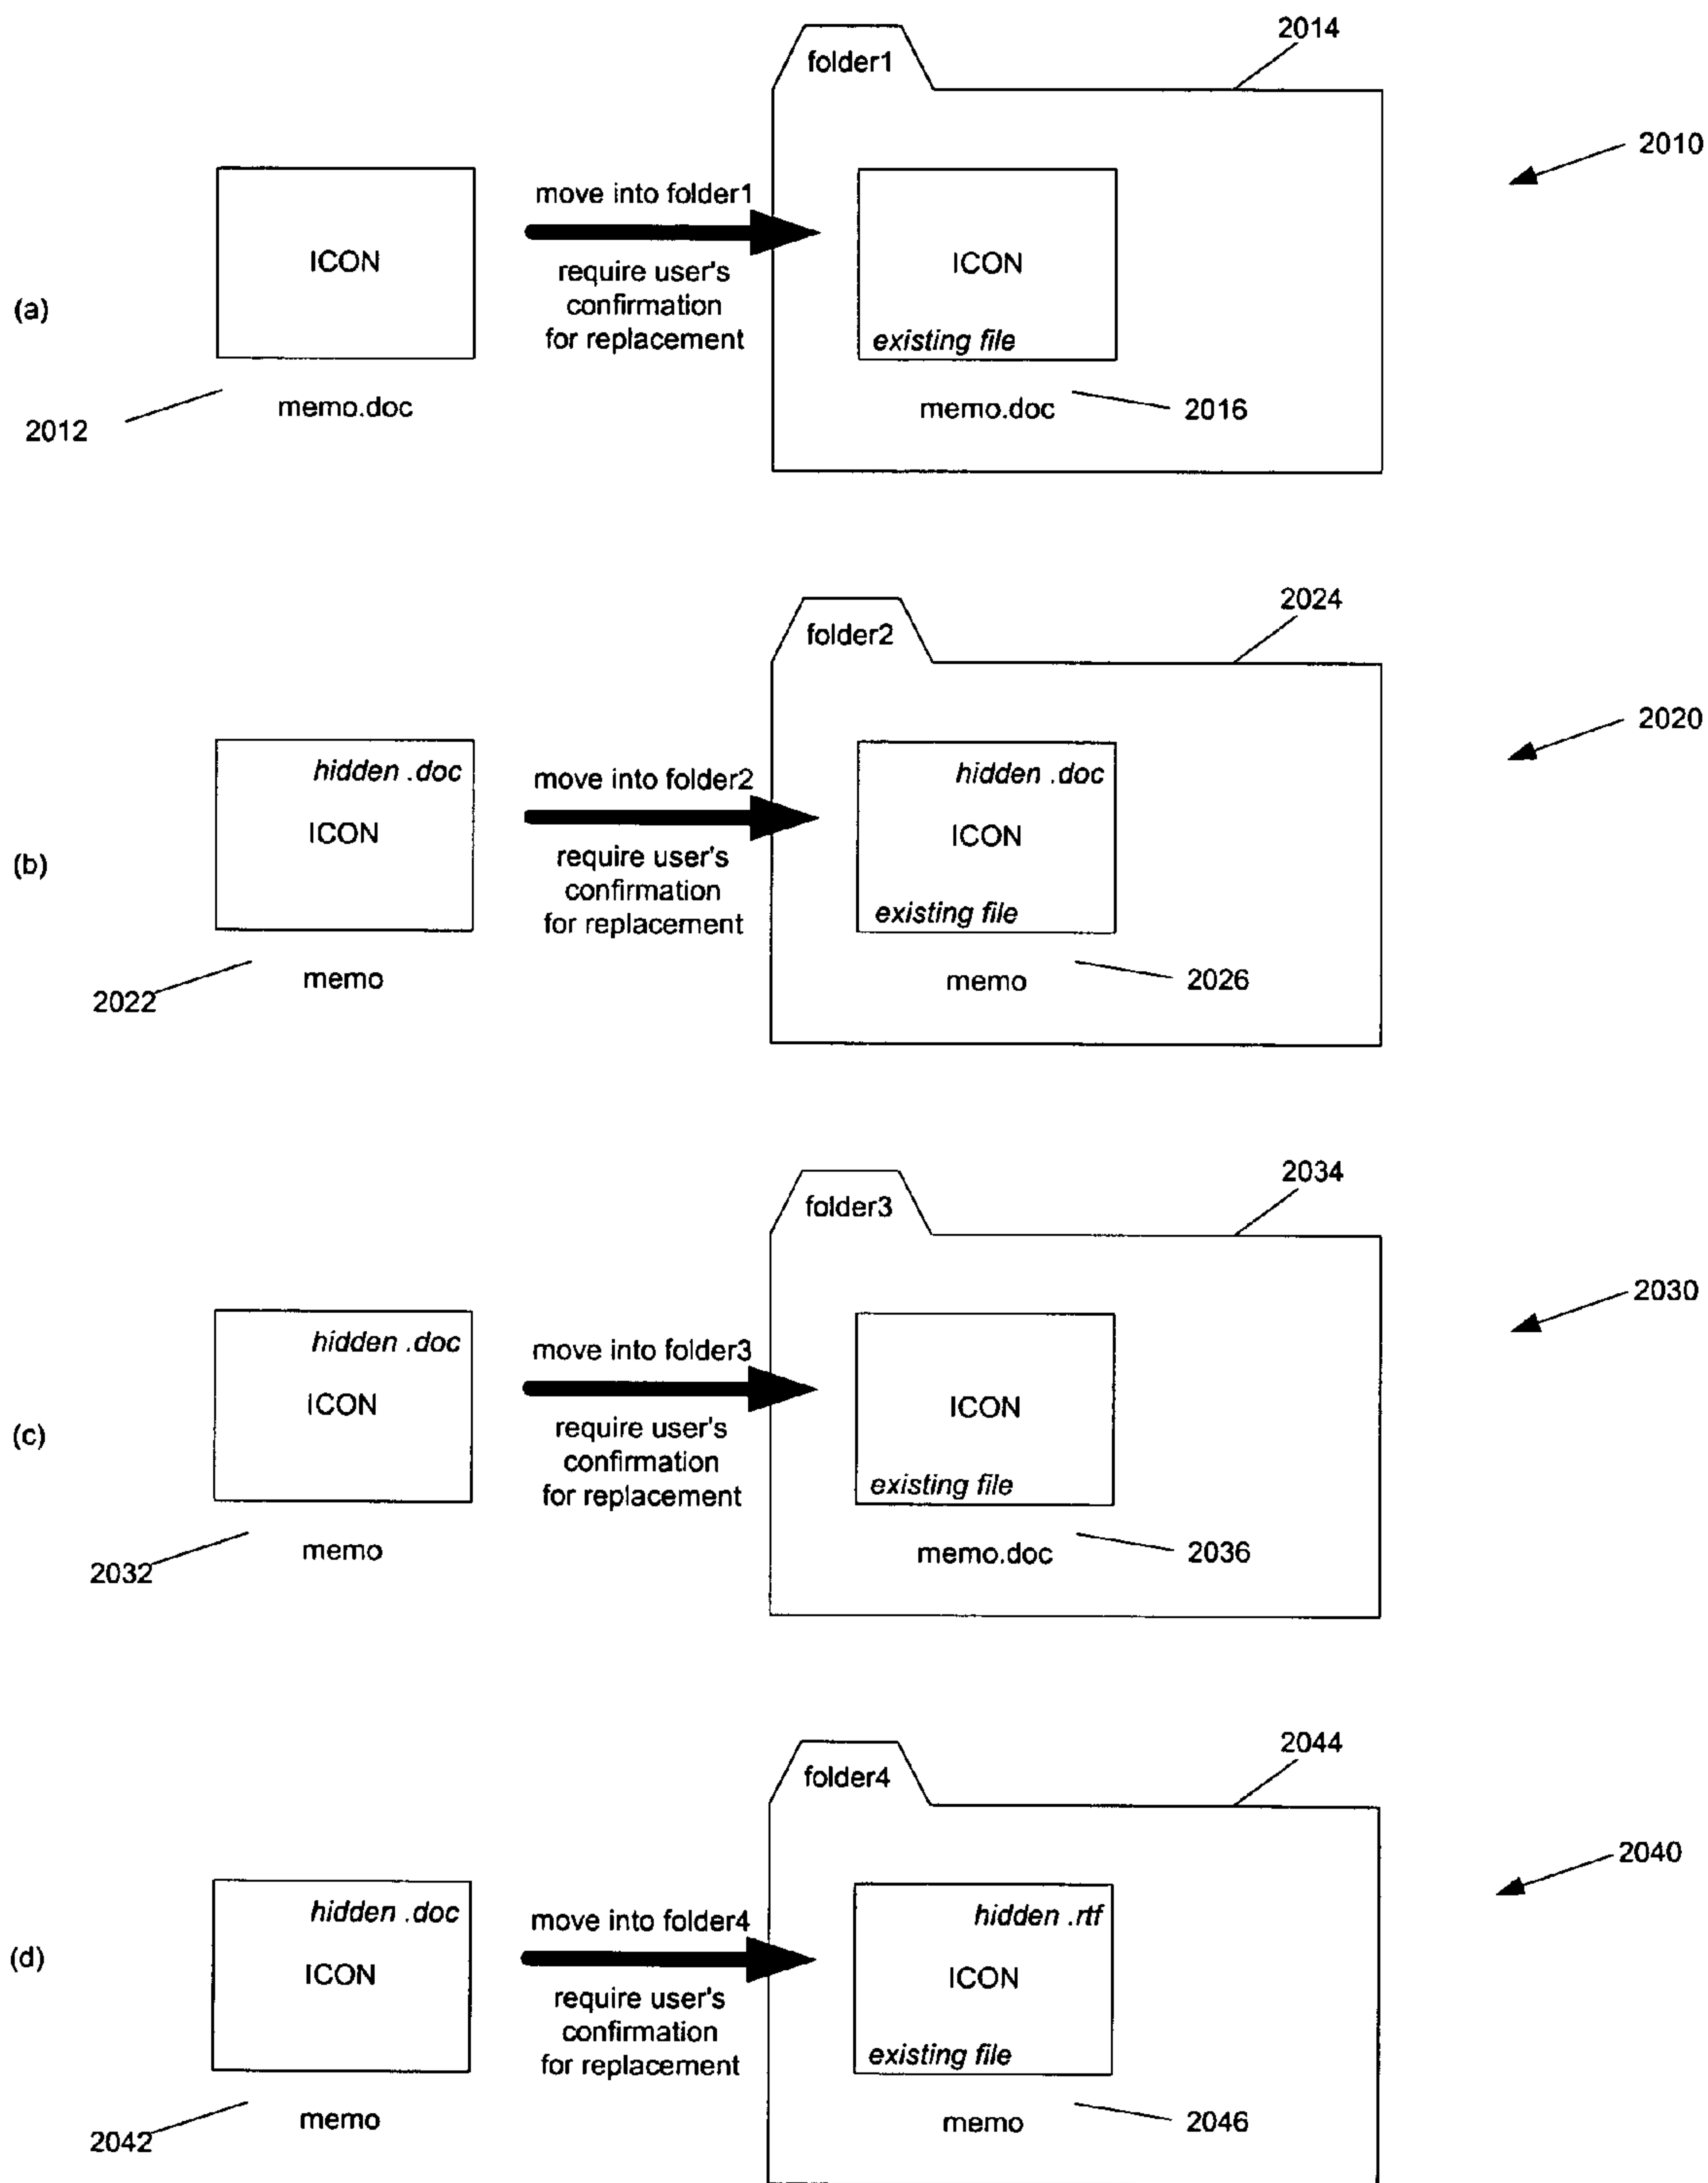 2014
folder1
2010
move into folder1
ICON
ICON
require user's
confirmation
for replacement
(a)
existing file
memo.doc
memo.doc
2016
2012
2024
folder2
2020
hidden .doc
hidden .doc
move into folder2
ICON
ICON
require user's
confirmation
for replacement
(b)
existing file
memo
memo
2026
2022
2034
folder3
2030
hidden .doc
move into folder3
ICON
ICON
require user's
confirmation
for replacement
(c)
existing file
memo
memo.doc
2036
2032
2044
folder4
2040
hidden .doc
hidden .rtf
move into folder4
ICON
ICON
require user's
confirmation
for replacement
(d)
existing file
memo
memo
2046
2042